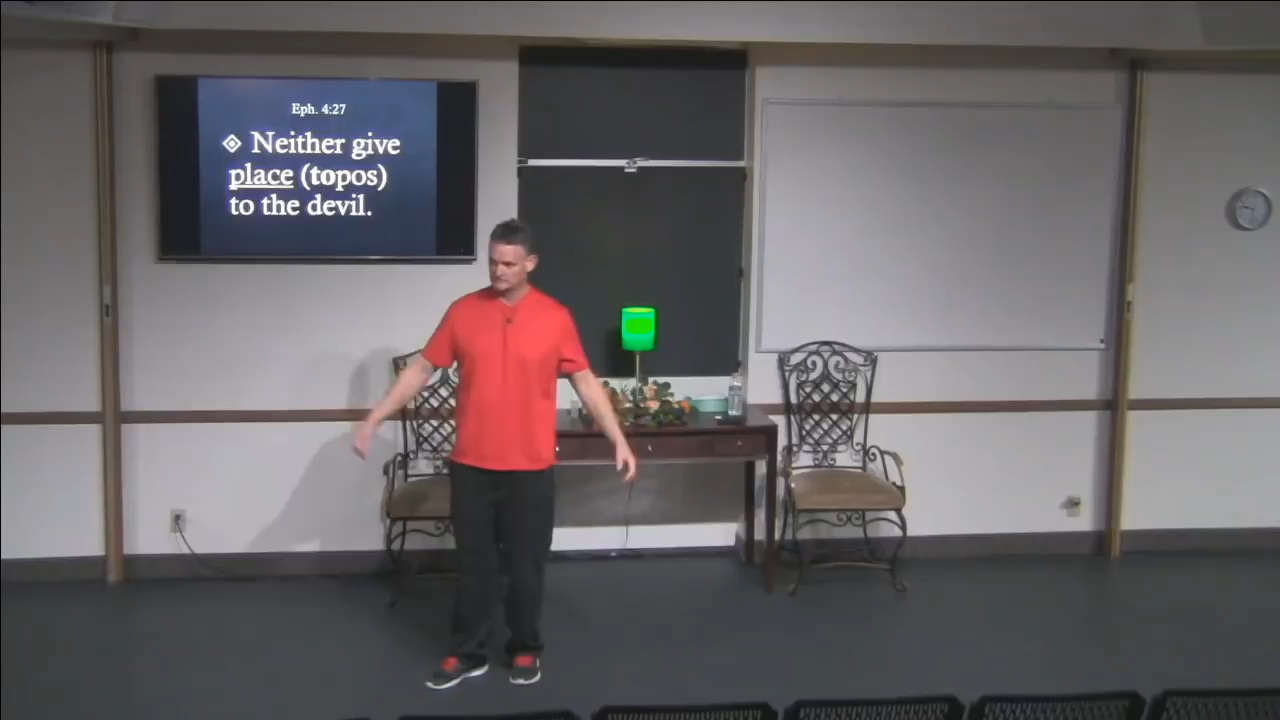 Eph. 4:27
Neither give
place (topos)
to the devil.